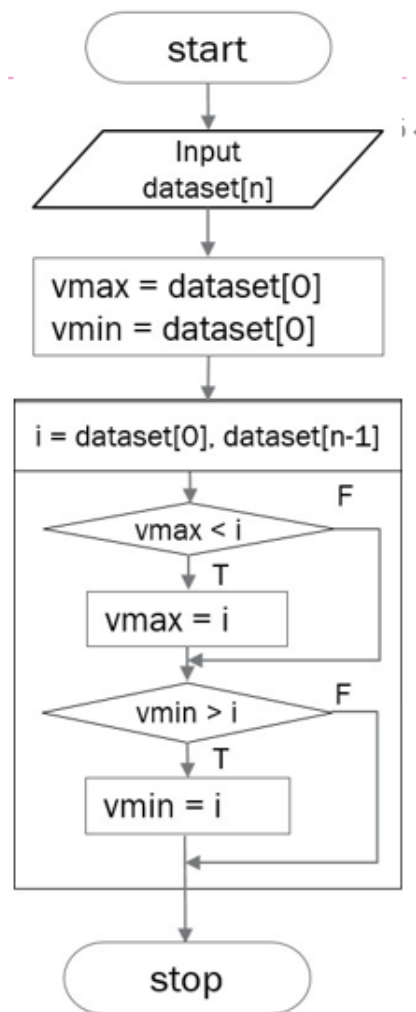 start
Input
dataset[n]
vmax = dataset[0]
vmin = dataset[0]
i = dataset[0], dataset[n-1]
F
vmax < i
T
vmax = i
F
vmin > i
T
vmin = i
stop